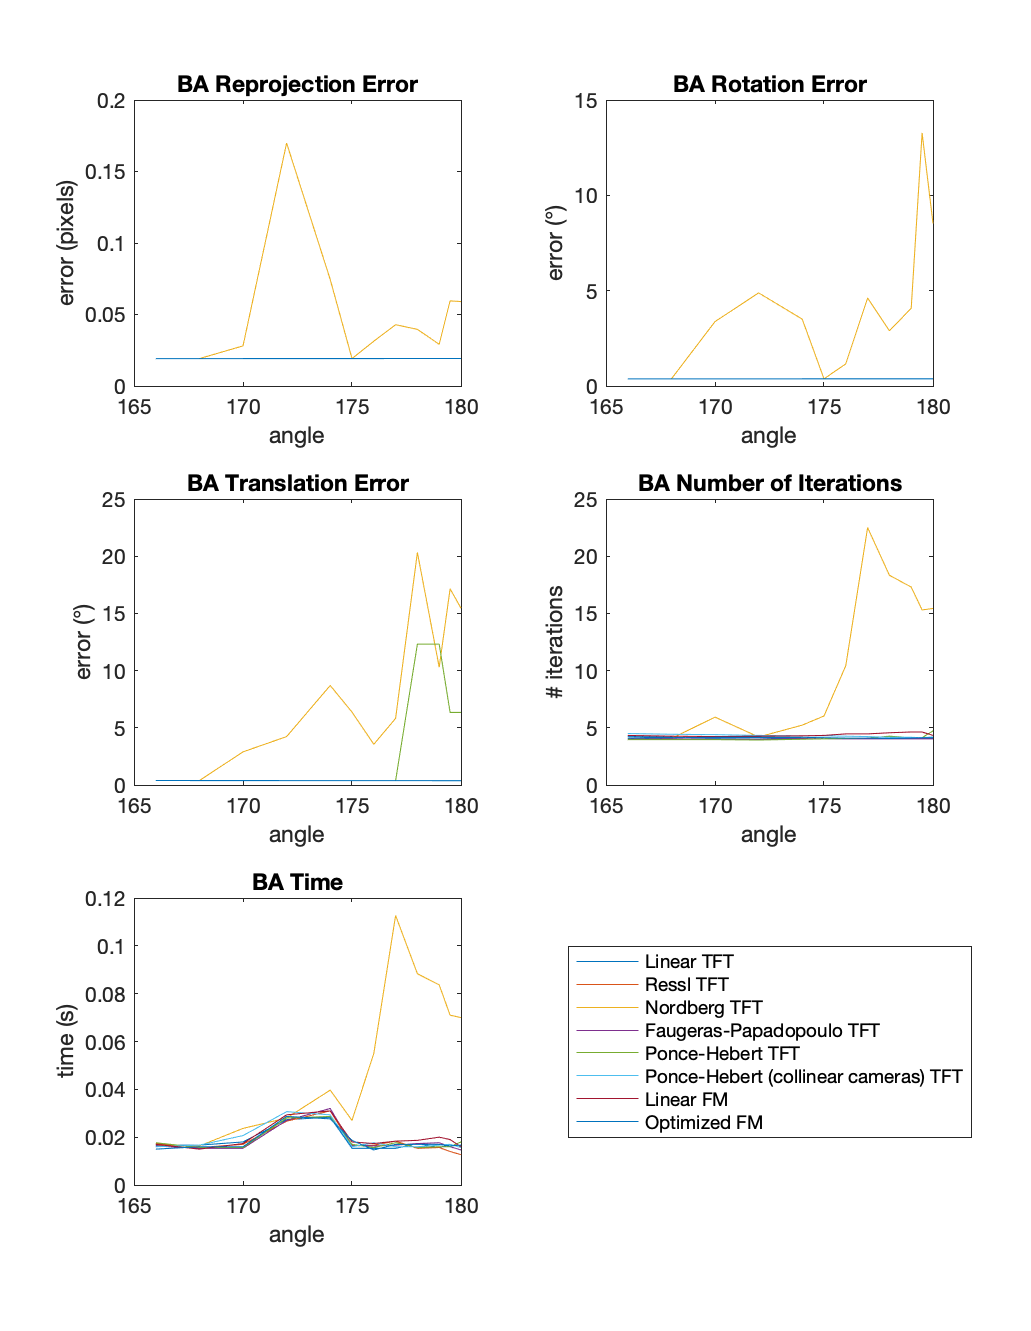 BA Reprojection Error
0.2
0.15
0.1
0.05
0
error (pixels)
165 170 175 180
angle
BA Rotation Error
15
10
5
0
error (°)
165 170 175 180
angle
BA Translation Error
25
20
15
10
5
0
error (°)
165 170 175 180
angle
BA Number of Iterations
25
20
15
10
5
0
# iterations
165 170 175 180
angle
BA Time
0.12
0.1
0.08
0.06
0.04
0.02
0
time (s)
165 170 175 180
angle
Linear TFT
Ressl TFT
Nordberg TFT
Faugeras-Papadopoulo TFT
Ponce-Hebert TFT
Ponce-Hebert (collinear cameras) TFT
Linear FM
Optimized FM